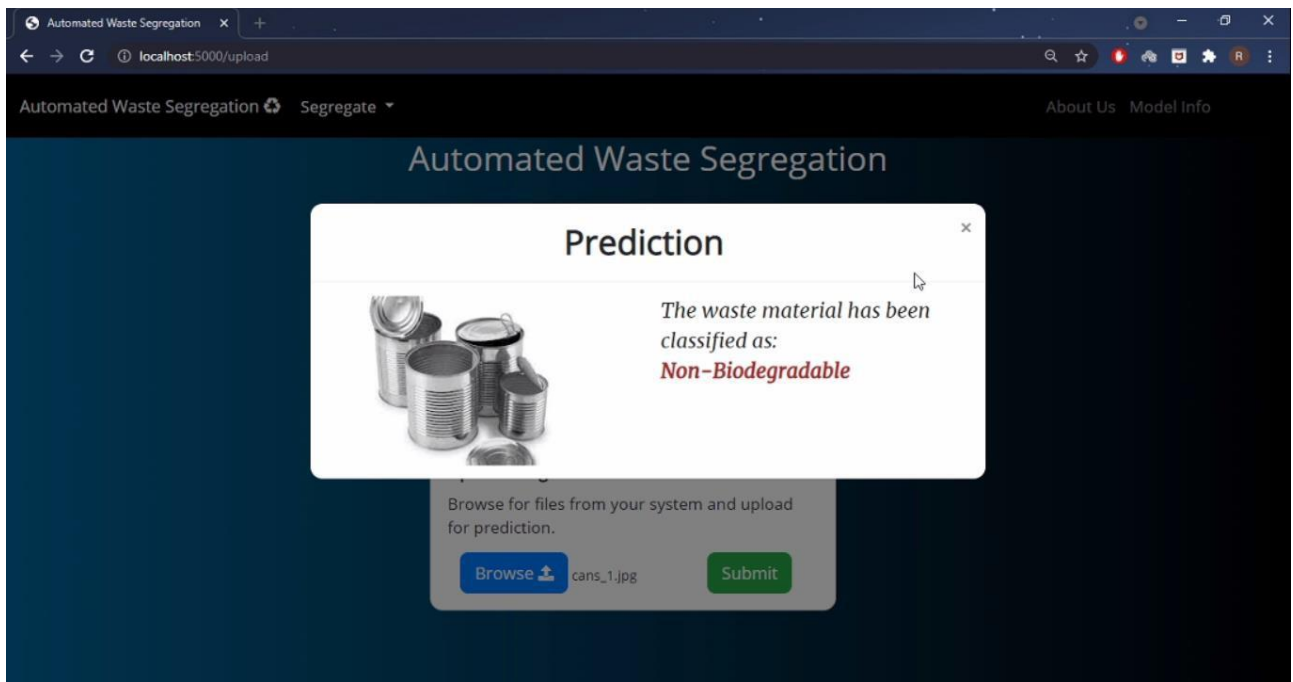 Automated Waste Segregation
localhost:5000/upload
R
Automated Waste Segregation Segregate About Us Model Info
Automated Waste Segregation
Prediction
×
The waste material has been
classified as:
Non-Biodegradable
Browse for files from your system and upload
for prediction.
Browse cans_1.jpg Submit